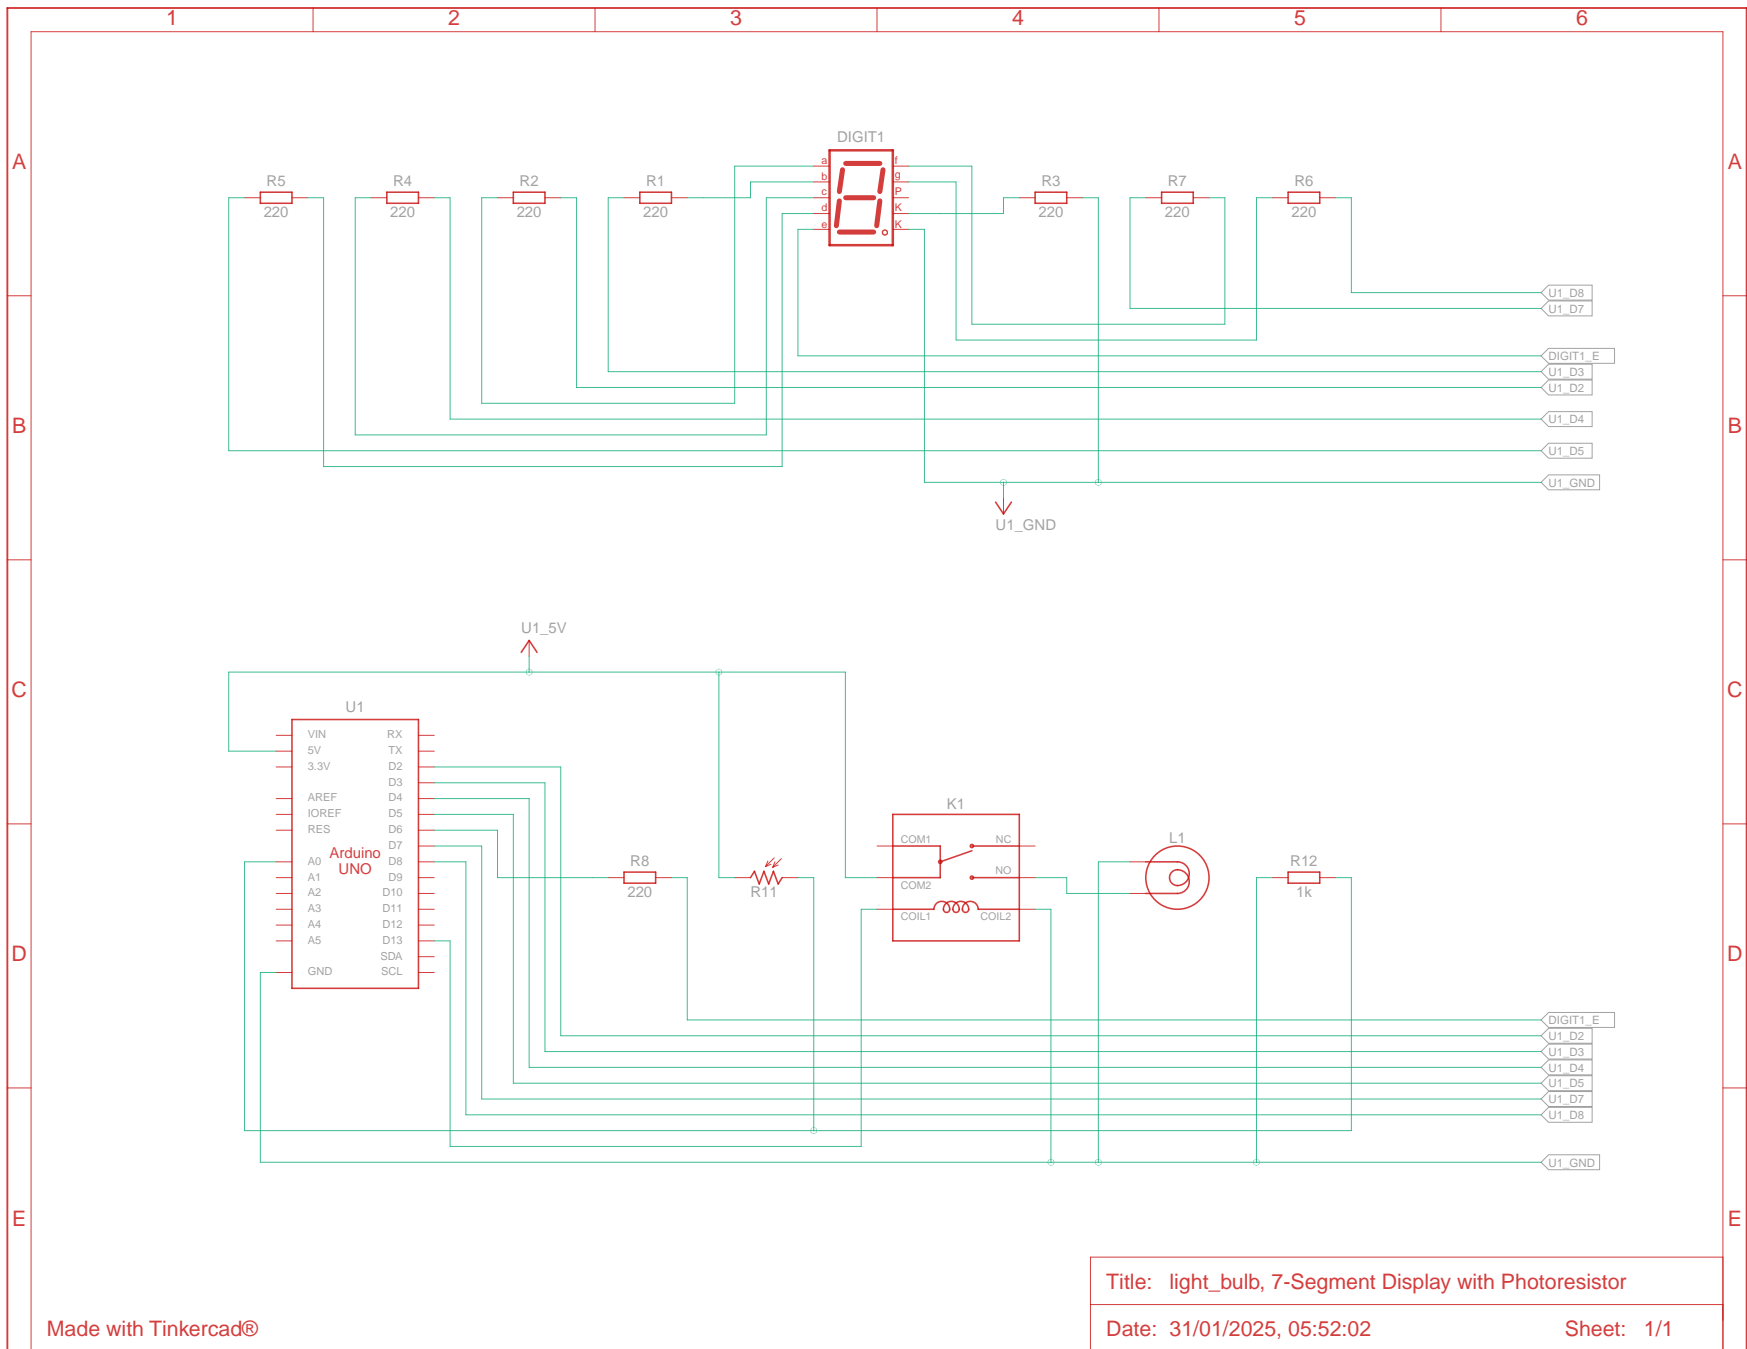 1 2 3 4 5 6
DIGIT1
A A
a f
b g
c P
d K
e K
R5 R4 R2 R1 R3 R7 R6
220 220 220 220 220 220 220
U1_D8
U1_D7
DIGIT1_E
U1_D3
U1_D2
U1_D4
B B
U1_D5
U1_GND
U1_GND
U1_5V
C C
U1
VIN RX
5V TX
3.3V D2
D3
AREF D4
IOREF D5
RES D6
D7
Arduino
UNO
A0 D8
A1 D9
A2 D10
A3 D11
A4 D12
A5 D13
SDA
GND SCL
K1
COM1 NC
COM2 NO
COIL1 COIL2
L1
R8
220
R11
R12
1k
D D
DIGIT1_E
U1_D2
U1_D3
U1_D4
U1_D5
U1_D7
U1_D8
U1_GND
E E
Title: light_bulb, 7-Segment Display with Photoresistor
Made with Tinkercad®
Date: 31/01/2025, 05:52:02 Sheet: 1/1